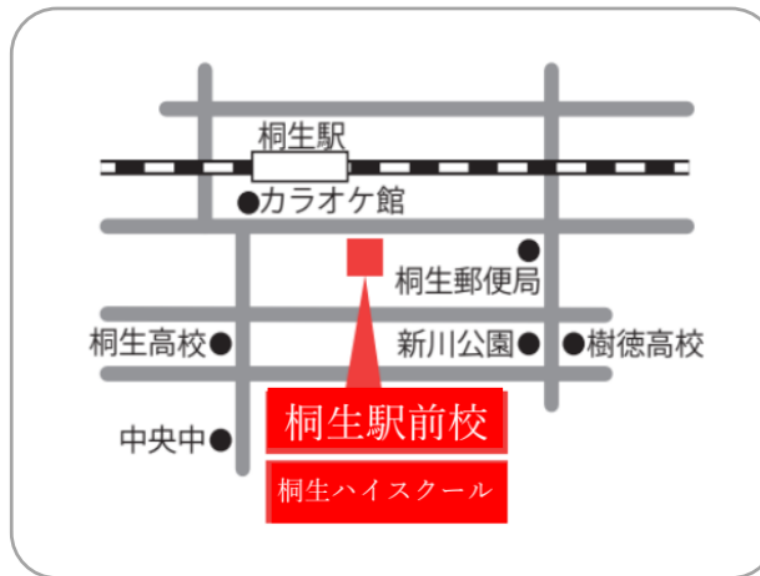 桐生駅
カラオケ館
桐生郵便局
桐生高校
新川公園
樹徳高校
桐生駅前校
中央中
桐生ハイスクール